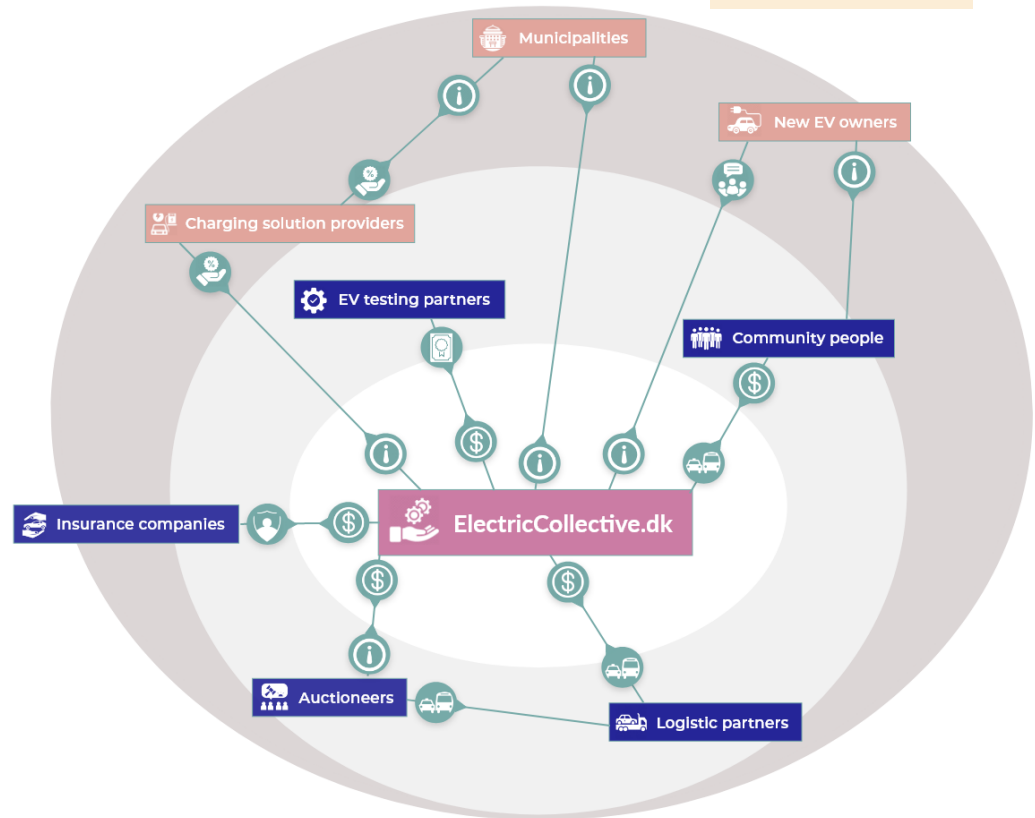 Municipalities
New EV owners
Charging solution providers
EV testing partners
Community people
Insurance companies
ElectricCollective.dk
Auctioneers
Logistic partners